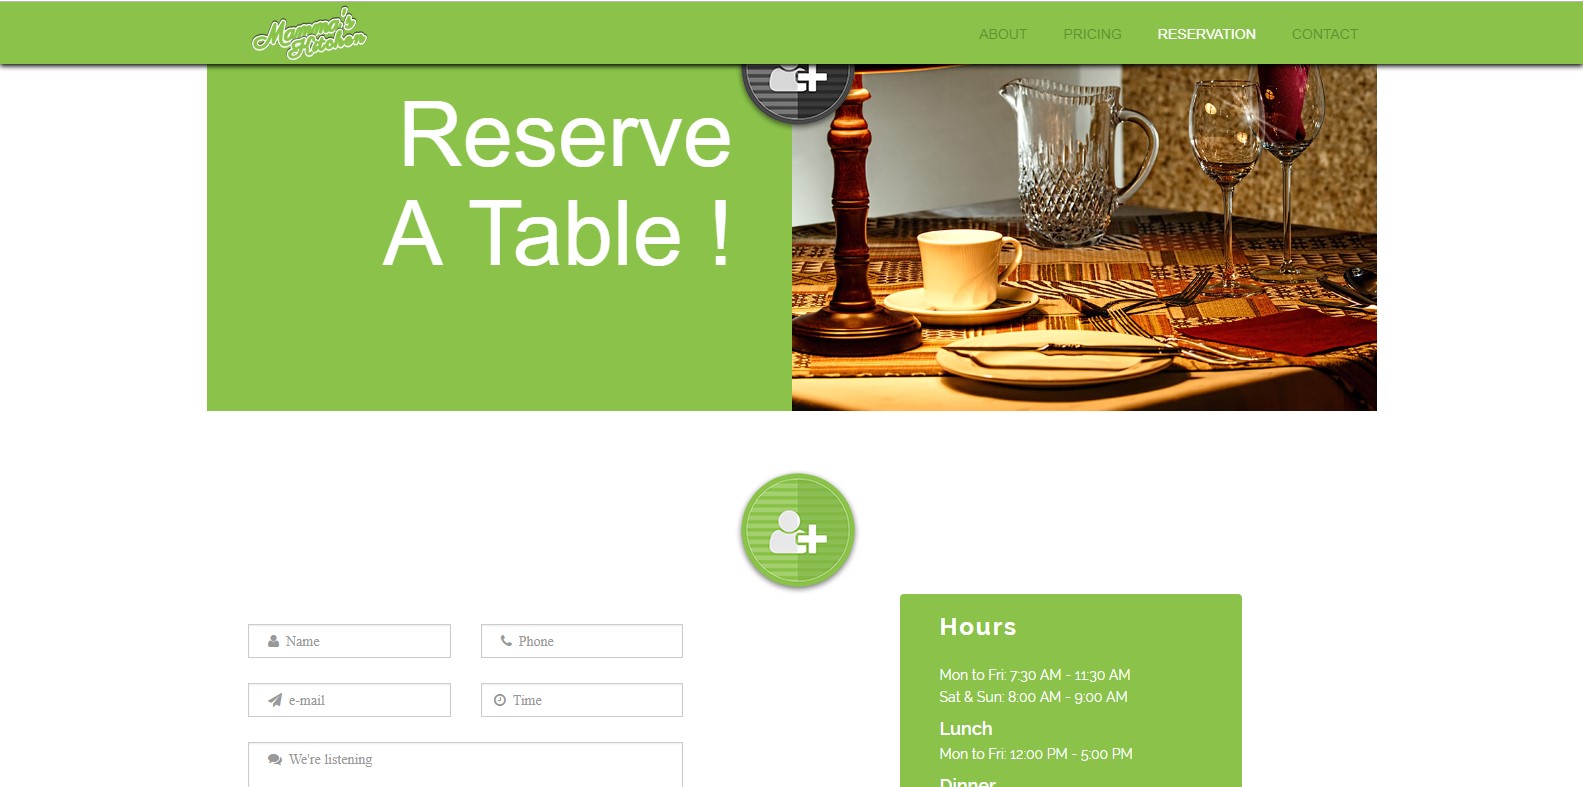 Mamma's
Kitchen
ABOUT PRICING RESERVATION CONTACT
Reserve
A Table !
Name
Phone
e-mail
Time
We're listening
Hours
Mon to Fri: 7:30 AM - 11:30 AM
Sat & Sun: 8:00 AM - 9:00 AM
Lunch
Mon to Fri: 12:00 PM - 5:00 PM
Dinner